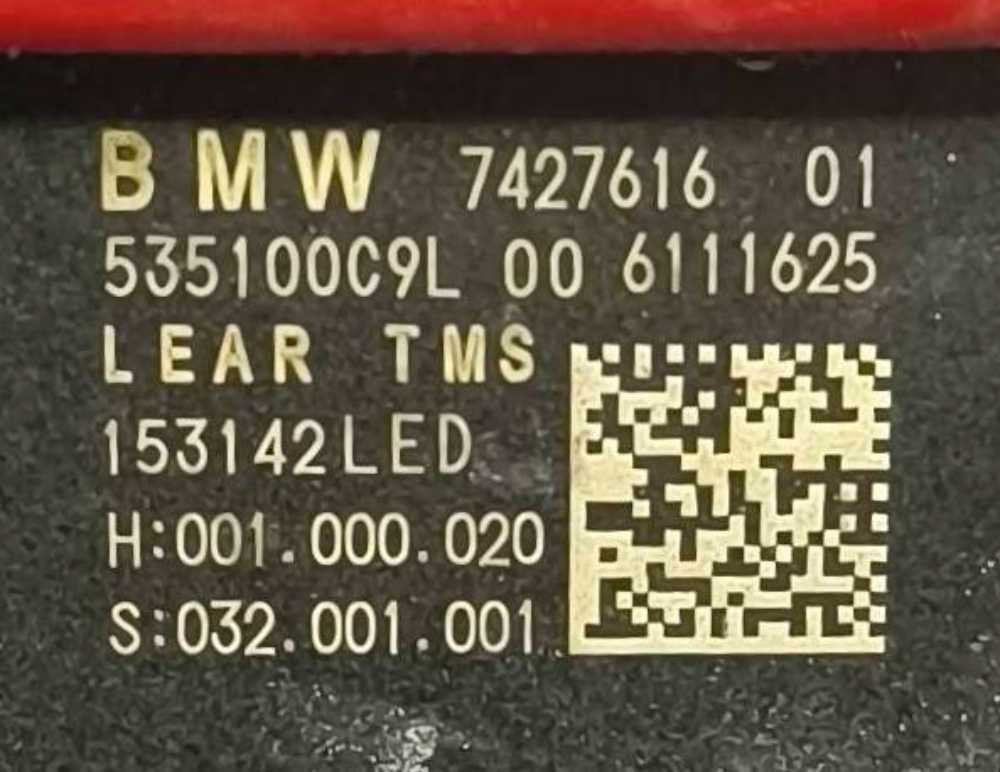 BMW 7427616 01
535100C9L 00 6111625
LEAR TMS
153142LED
H:001.000.020
S:032.001.001